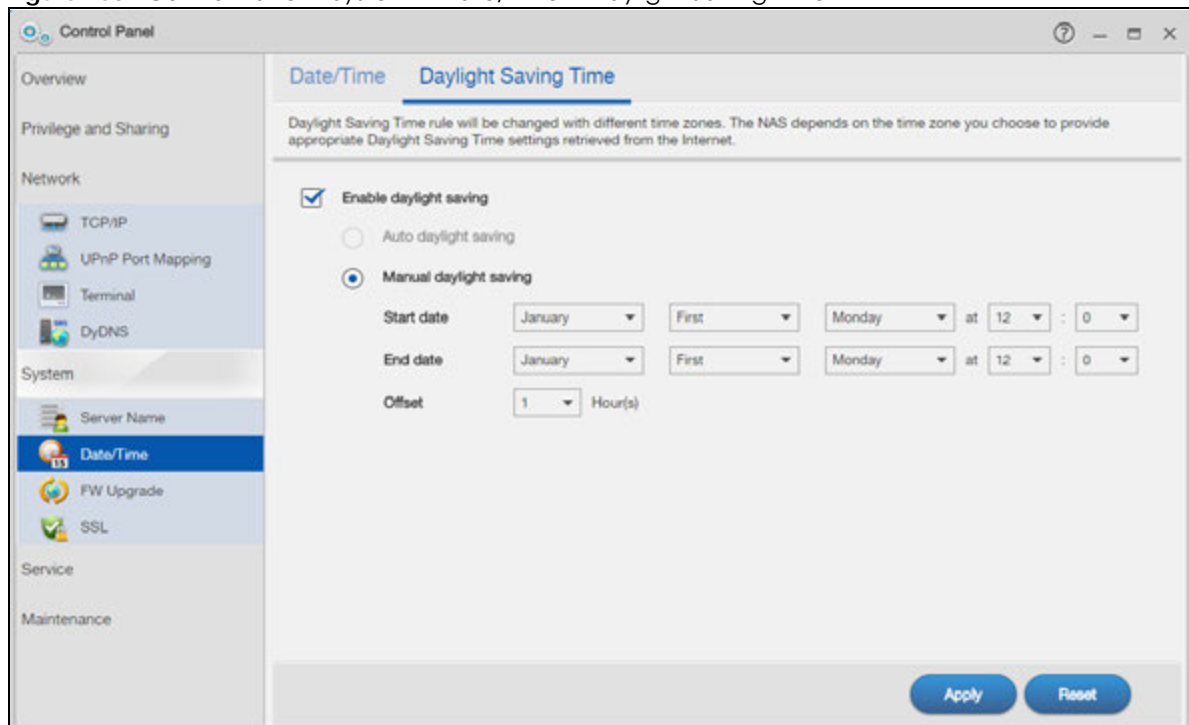 Control Panel
Overview
Privilege and Sharing
Network
TCP/IP
UPnP Port Mapping
Terminal
DyDNS
System
Server Name
Date/Time
FW Upgrade
SSL
Service
Maintenance
Date/Time Daylight Saving Time
Daylight Saving Time rule will be changed with different time zones. The NAS depends on the time zone you choose to provide
appropriate Daylight Saving Time settings retrieved from the Internet.
Enable daylight saving
Auto daylight saving
Manual daylight saving
Start date January First Monday at 12 : 0
End date January First Monday at 12 : 0
Offset 1 Hour(s)
Apply Reset